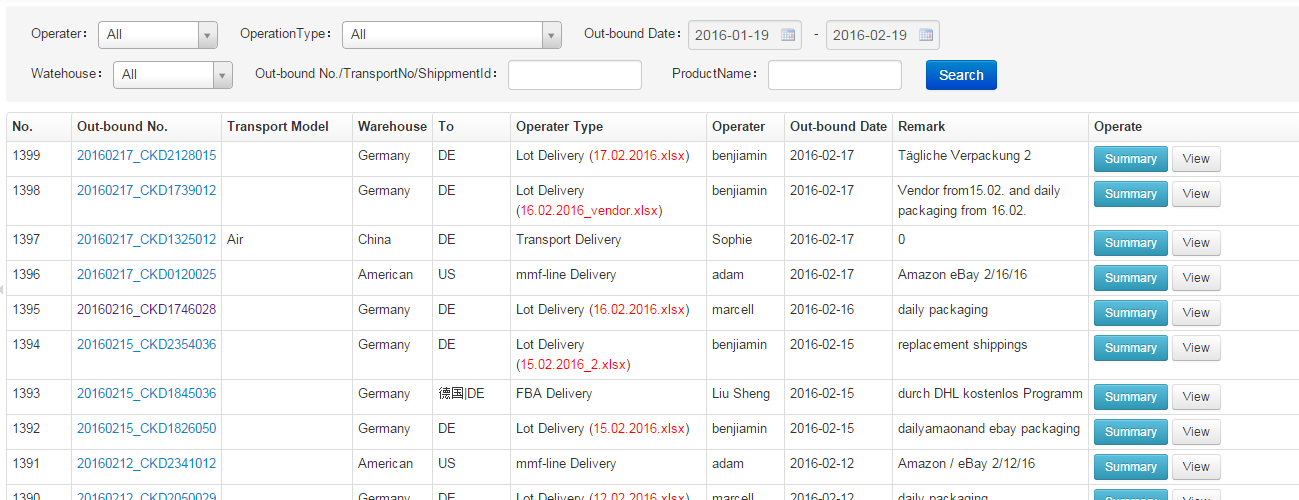 Operater： All OperationType： All Out-bound Date： 2016-01-19 - 2016-02-19
Watehouse： All Out-bound No./TransportNo/ShippmentId： ProductName： Search
No. Out-bound No. Transport Model Warehouse To Operater Type Operater Out-bound Date Remark Operate
1399 20160217_CKD2128015 Germany DE Lot Delivery (17.02.2016.xlsx) benjiamin 2016-02-17 Tägliche Verpackung 2 Summary View
1398 20160217_CKD1739012 Germany DE Lot Delivery benjiamin 2016-02-17 Vendor from15.02. and daily Summary View
(16.02.2016_vendor.xlsx) packaging from 16.02.
1397 20160217_CKD1325012 Air China DE Transport Delivery Sophie 2016-02-17 0 Summary View
1396 20160217_CKD0120025 American US mmf-line Delivery adam 2016-02-17 Amazon eBay 2/16/16 Summary View
1395 20160216_CKD1746028 Germany DE Lot Delivery (16.02.2016.xlsx) marcell 2016-02-16 daily packaging Summary View
1394 20160215_CKD2354036 Germany DE Lot Delivery benjiamin 2016-02-15 replacement shippings Summary View
(15.02.2016_2.xlsx)
1393 20160215_CKD1845036 Germany 德国|DE FBA Delivery Liu Sheng 2016-02-15 durch DHL kostenlos Programm Summary View
1392 20160215_CKD1826050 Germany DE Lot Delivery (15.02.2016.xlsx) benjiamin 2016-02-15 dailyamaonand ebay packaging Summary View
1391 20160212_CKD2341012 American US mmf-line Delivery adam 2016-02-12 Amazon / eBay 2/12/16 Summary View
1390 20160212_CKD2050029 Germany DE Lot Delivery (12.02.2016.xlsx) marcell 2016-02-12 daily packaging Summary View